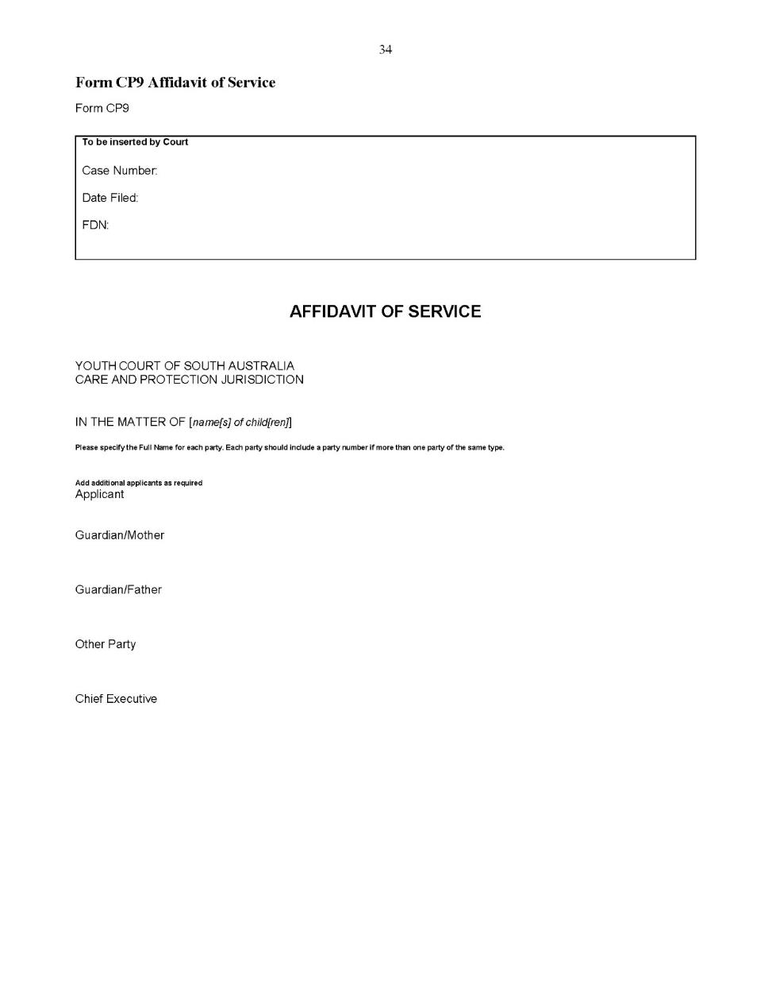 34
Form CP9 Affidavit of Service
Form CP9
To be inserted by Court
Case Number:
Date Filed:
FDN:
AFFIDAVIT OF SERVICE
YOUTH COURT OF SOUTH AUSTRALIA
CARE AND PROTECTION JURISDICTION
IN THE MATTER OF [name[s] of child[ren]]
Please specify the Full Name for each party. Each party should include a party number if more than one party of the same type.
Add additional applicants as required
Applicant
Guardian/Mother
Guardian/Father
Other Party
Chief Executive